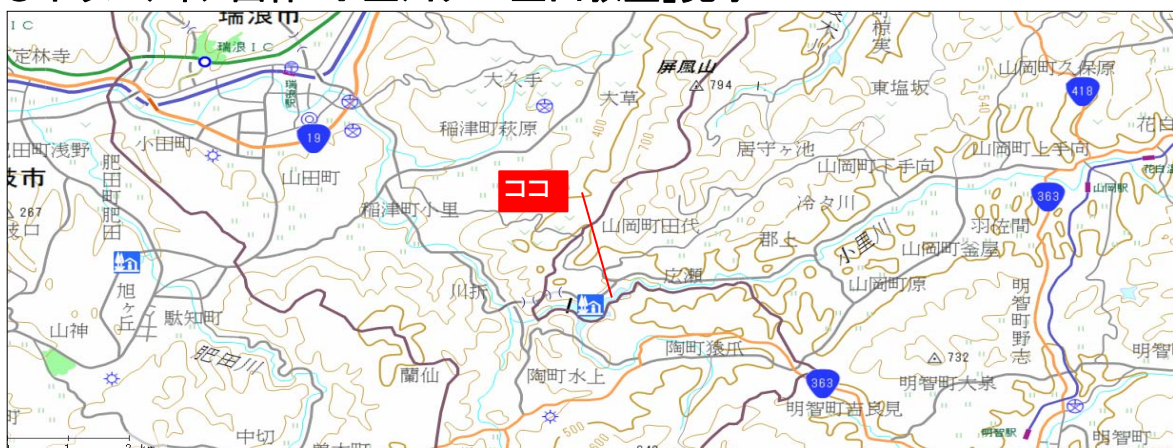 瑞浪市
I C
定林寺
瑞浪IC
瑞浪駅
大久手
大草
屏風山
794
東塩坂
山岡町久保原
418
稲津町萩原
小田町
19
山田町
肥田町肥田
267
稲津町小里
ココ
居守ヶ池
山岡町下手向
山岡町上手向
花白
山岡駅
363
冷々川
羽佐間
山岡町田代
郡上
小里川
山岡町釜屋
広瀬
山岡町原
川折
旭ヶ丘
駄知町
山神
肥田川
陶町猿爪
732
明智町野志
蘭仙
陶町水上
363
明智町大泉
明智町吉良見
明智駅
明智町
中切
400
700
540
500
600